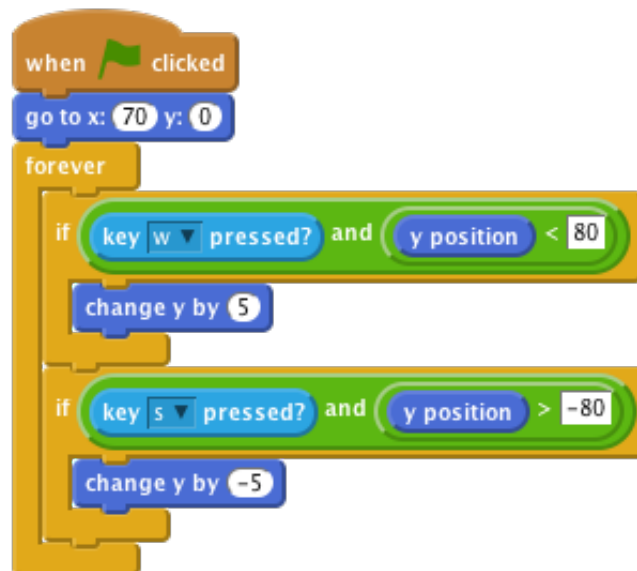 when clicked
go to x: 70 y: 0
forever
if key w pressed? and y position < 80
change y by 5
if key s pressed? and y position > -80
change y by -5